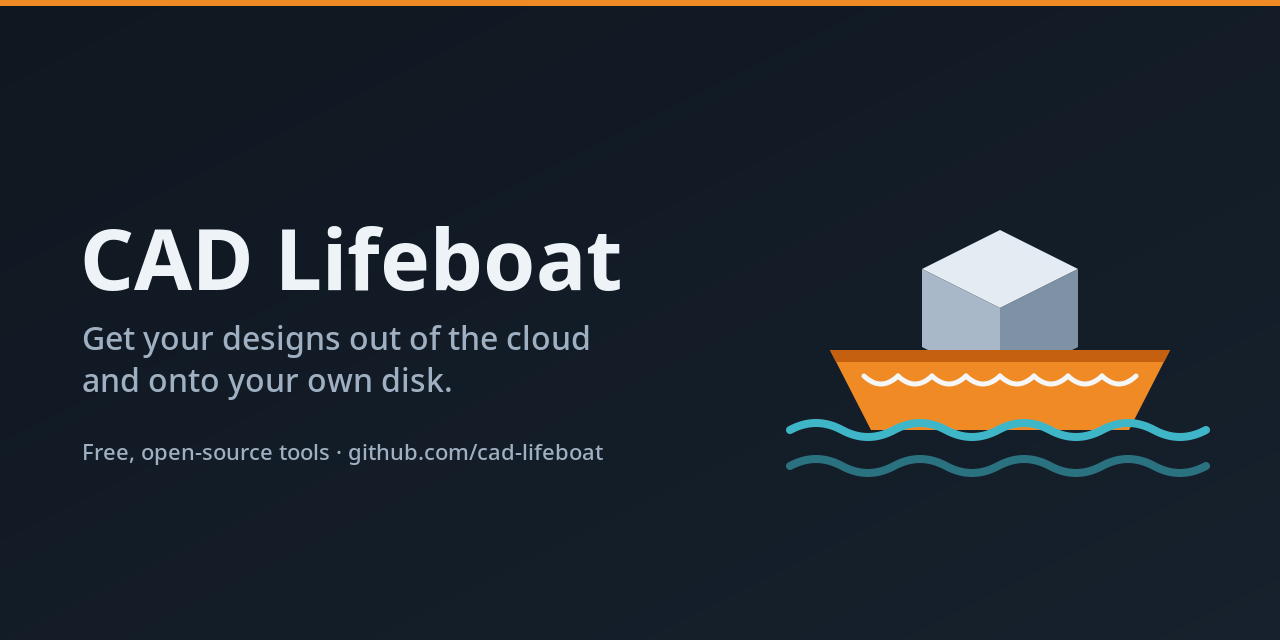 CAD Lifeboat
Get your designs out of the cloud
and onto your own disk.
Free, open-source tools · github.com/cad-lifeboat